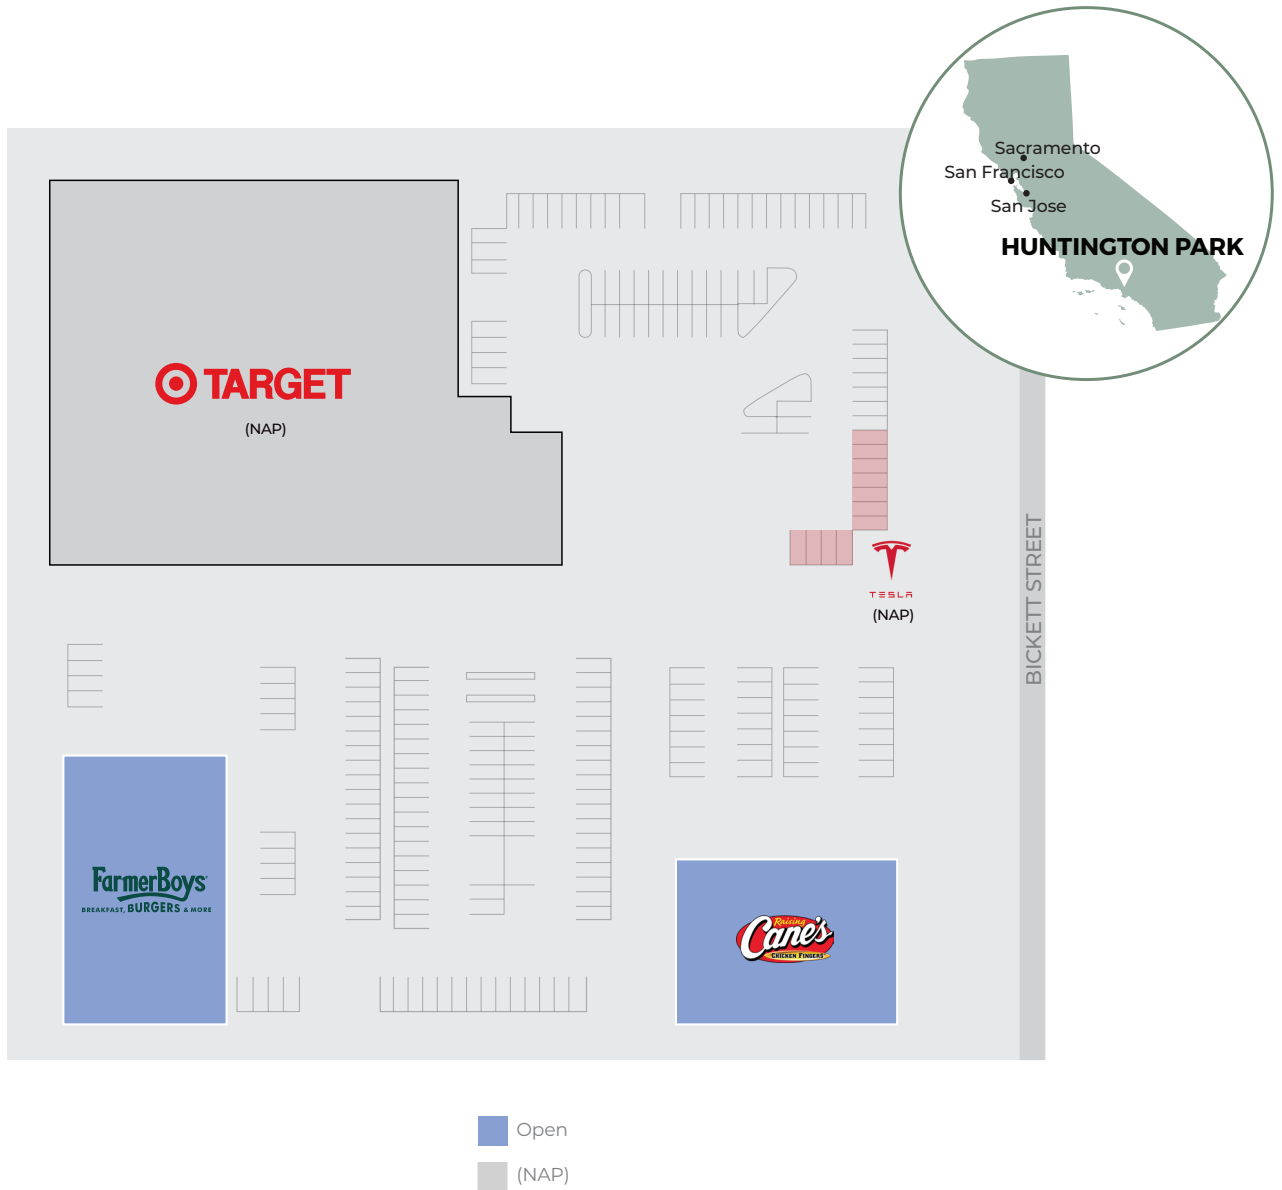 Sacramento
San Francisco
San Jose
HUNTINGTON PARK
TARGET
(NAP)
TESLA
(NAP)
BICKETT STREET
FarmerBoys
BREAKFAST, BURGERS & MORE
Raising
Cane's
CHICKEN FINGERS
Open
(NAP)